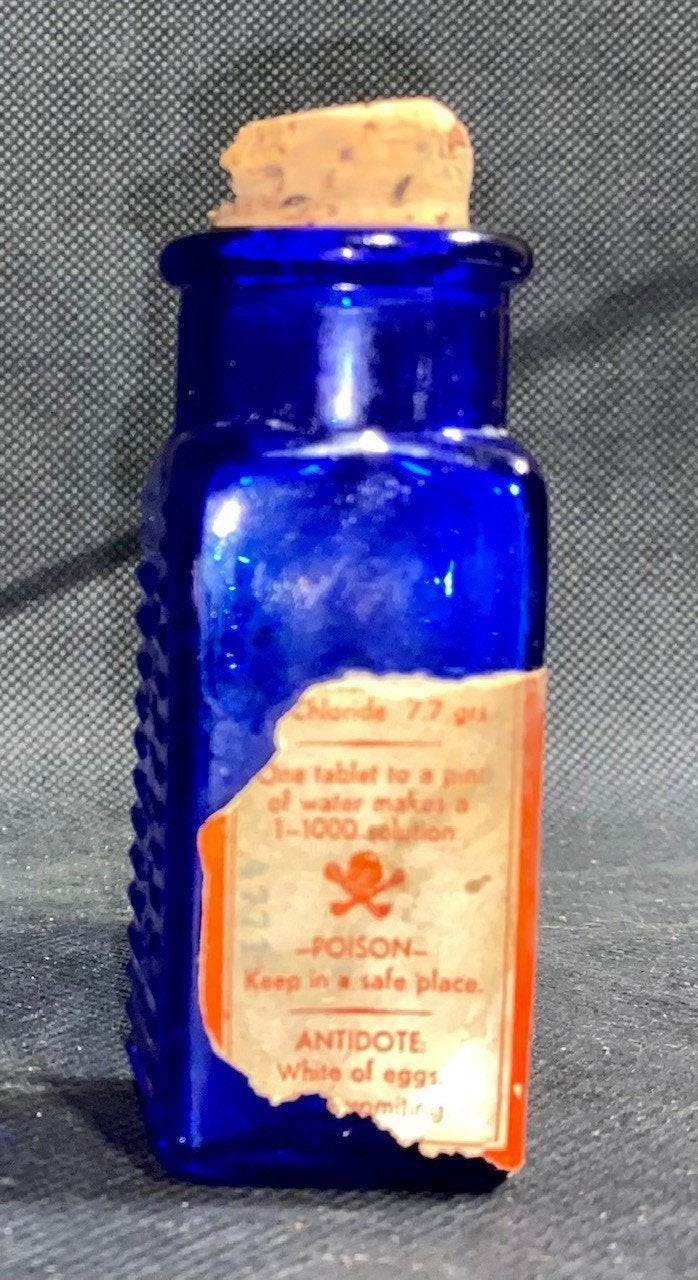 Chloride 7.7 grs
One tablet to a pint
of water makes a
1-1000 solution
-POISON-
Keep in a safe place.
ANTIDOTE:
White of eggs.
vomiting